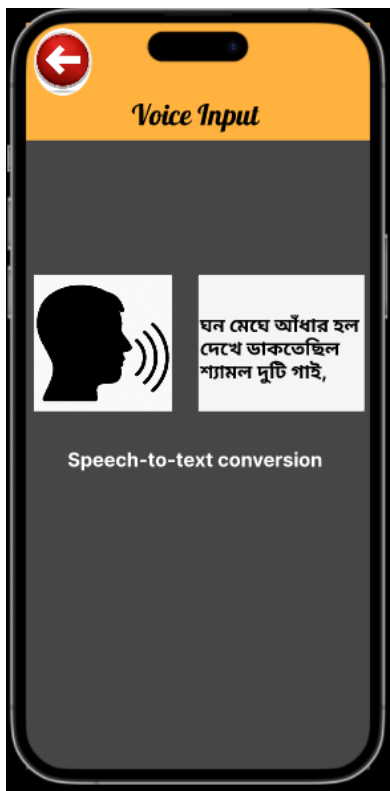 Voice Input
ঘন মেঘে আঁধার হল
দেখে ডাকতেছিল
শ্যামল দুটি গাই,
Speech-to-text conversion